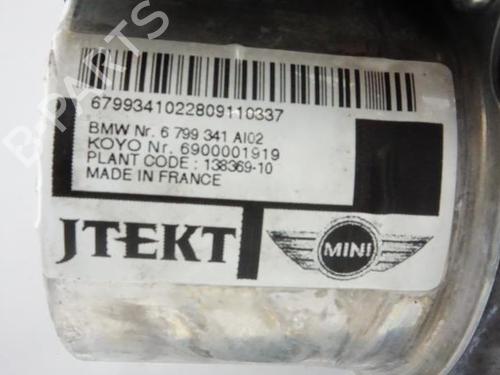 6799341022809110337
BMW Nr. 6 799 341 AI02
KOYO Nr. 6900001919
PLANT CODE : 138369-10
MADE IN FRANCE
JTEKT
MINI
B-PARTS